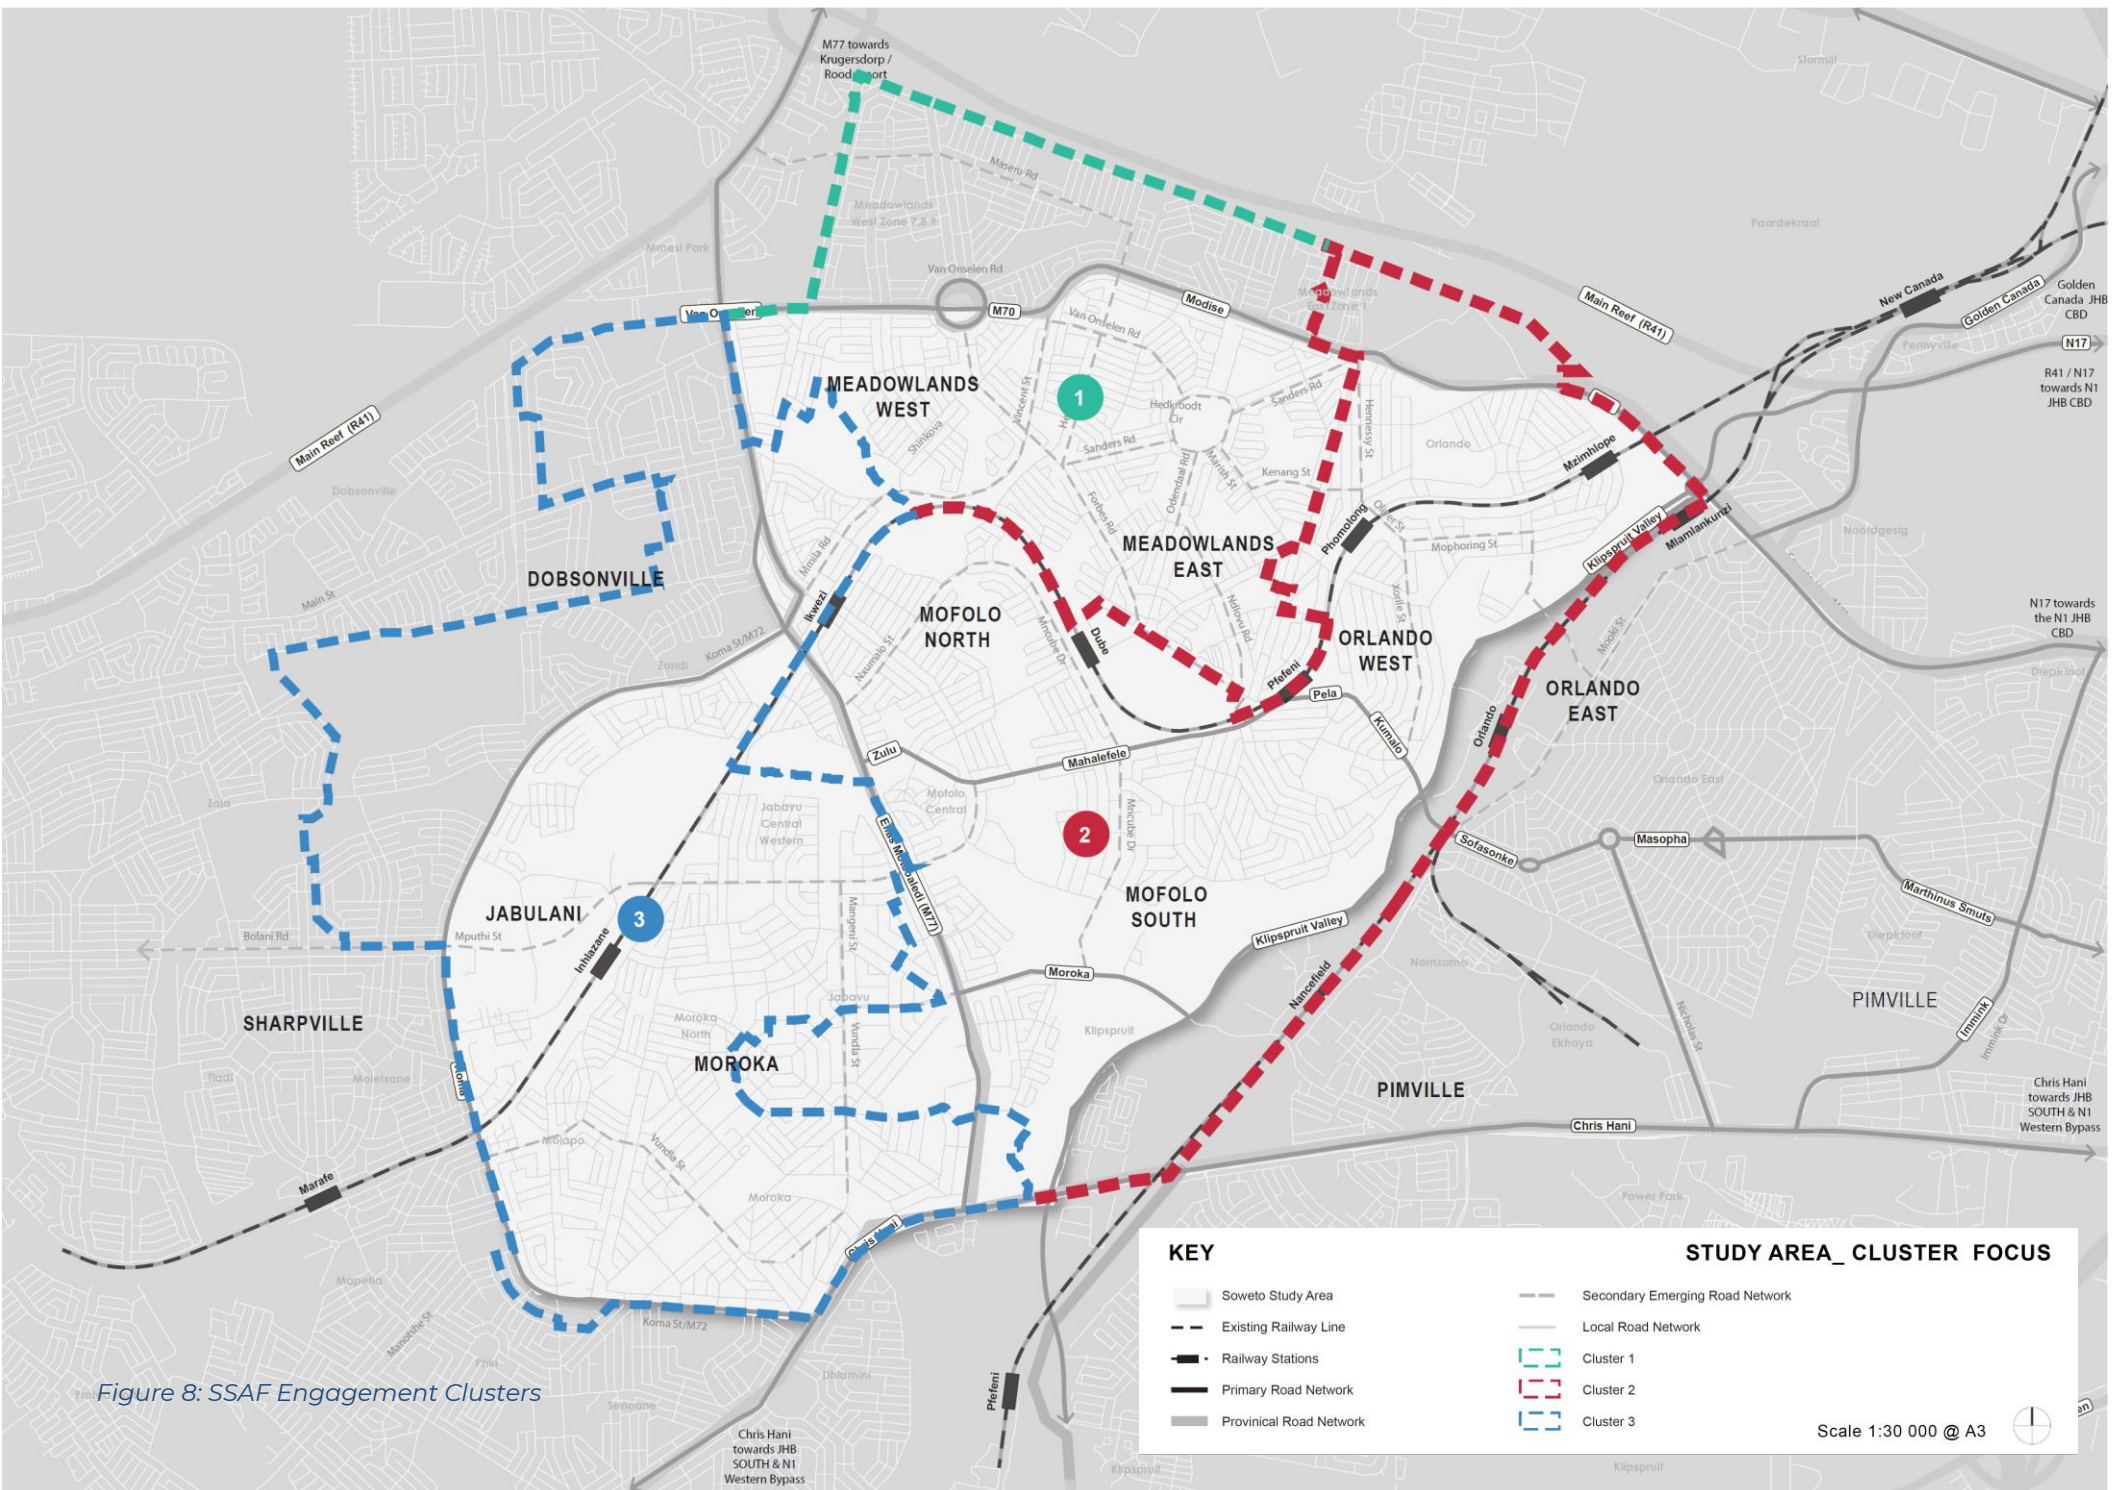 M77 towards
Krugersdorp /
Stormill
Maseru Rd
Meadowlands
West Zone 7,8,9
Paardekraal
Mmesi Park
Van Onselen Rd
New Canada
Golden
Canada JHB
CBD
Golden Canada
Modise
M70
Main Reef (R41)
Van Onselen Rd
Pennyville
N17
R41 / N17
towards N1
JHB CBD
MEADOWLANDS
WEST
1
Vincent St
Hedkroodt
Cir
Sanders Rd
Hennessy St
Main Reef (R41)
Shinkova
Sanders Rd
Orlando
Mzimhlope
Marish St
Kenang St
Odendaal Rd
Dobsonville
Forbes Rd
Phomolong
Oliver St
Klipspruit Valley
Mlamlankunzi
Noordgesig
Mmila Rd
MEADOWLANDS
EAST
Mophoring St
DOBSONVILLE
Main St
Ikwezi
MOFOLO
NORTH
Mncube Dr
Dube
Ndlovu Rd
Xorile St
N17 towards
the N1 JHB
CBD
Koma St/M72
Zondi
Nxumalo St
ORLANDO
WEST
Mooki St
Diepkloof
Pfefeni
Pela
ORLANDO
EAST
Orlando
Kumalo
Zulu
Mahalefele
Orlando East
Zola
Jabavu
Central
Western
Mofolo
Central
Mncube Dr
2
Sofasonke
Masopha
MOFOLO
SOUTH
Marthinus Smuts
JABULANI
3
Mangeni St
Klipspruit Valley
Diepkloof
Bolani Rd
Mputhi St
Inhlazane
Moroka
Nancefield
Nomzamo
Jabavu
PIMVILLE
SHARPVILLE
Moroka
North
Klipspruit
Orlando
Ekhaya
Nicholas St
Immink
Immink Dr
MOROKA
Vundla St
Tladi
Moletsane
PIMVILLE
Chris Hani
towards JHB
SOUTH & N1
Western Bypass
Chris Hani
Molapo
Vundla St
Marafe
Moroka
Power Park
Mapetla
Koma St/M72
Phiri
Dhlamini
Senoane
Figure 8: SSAF Engagement Clusters
Pfefeni
Chris Hani
towards JHB
SOUTH & N1
Western Bypass
Klipspruit
Klipspruit
KEY
STUDY AREA_ CLUSTER FOCUS
Soweto Study Area
Existing Railway Line
Railway Stations
Primary Road Network
Provinical Road Network
Secondary Emerging Road Network
Local Road Network
Cluster 1
Cluster 2
Cluster 3
Scale 1:30 000 @ A3